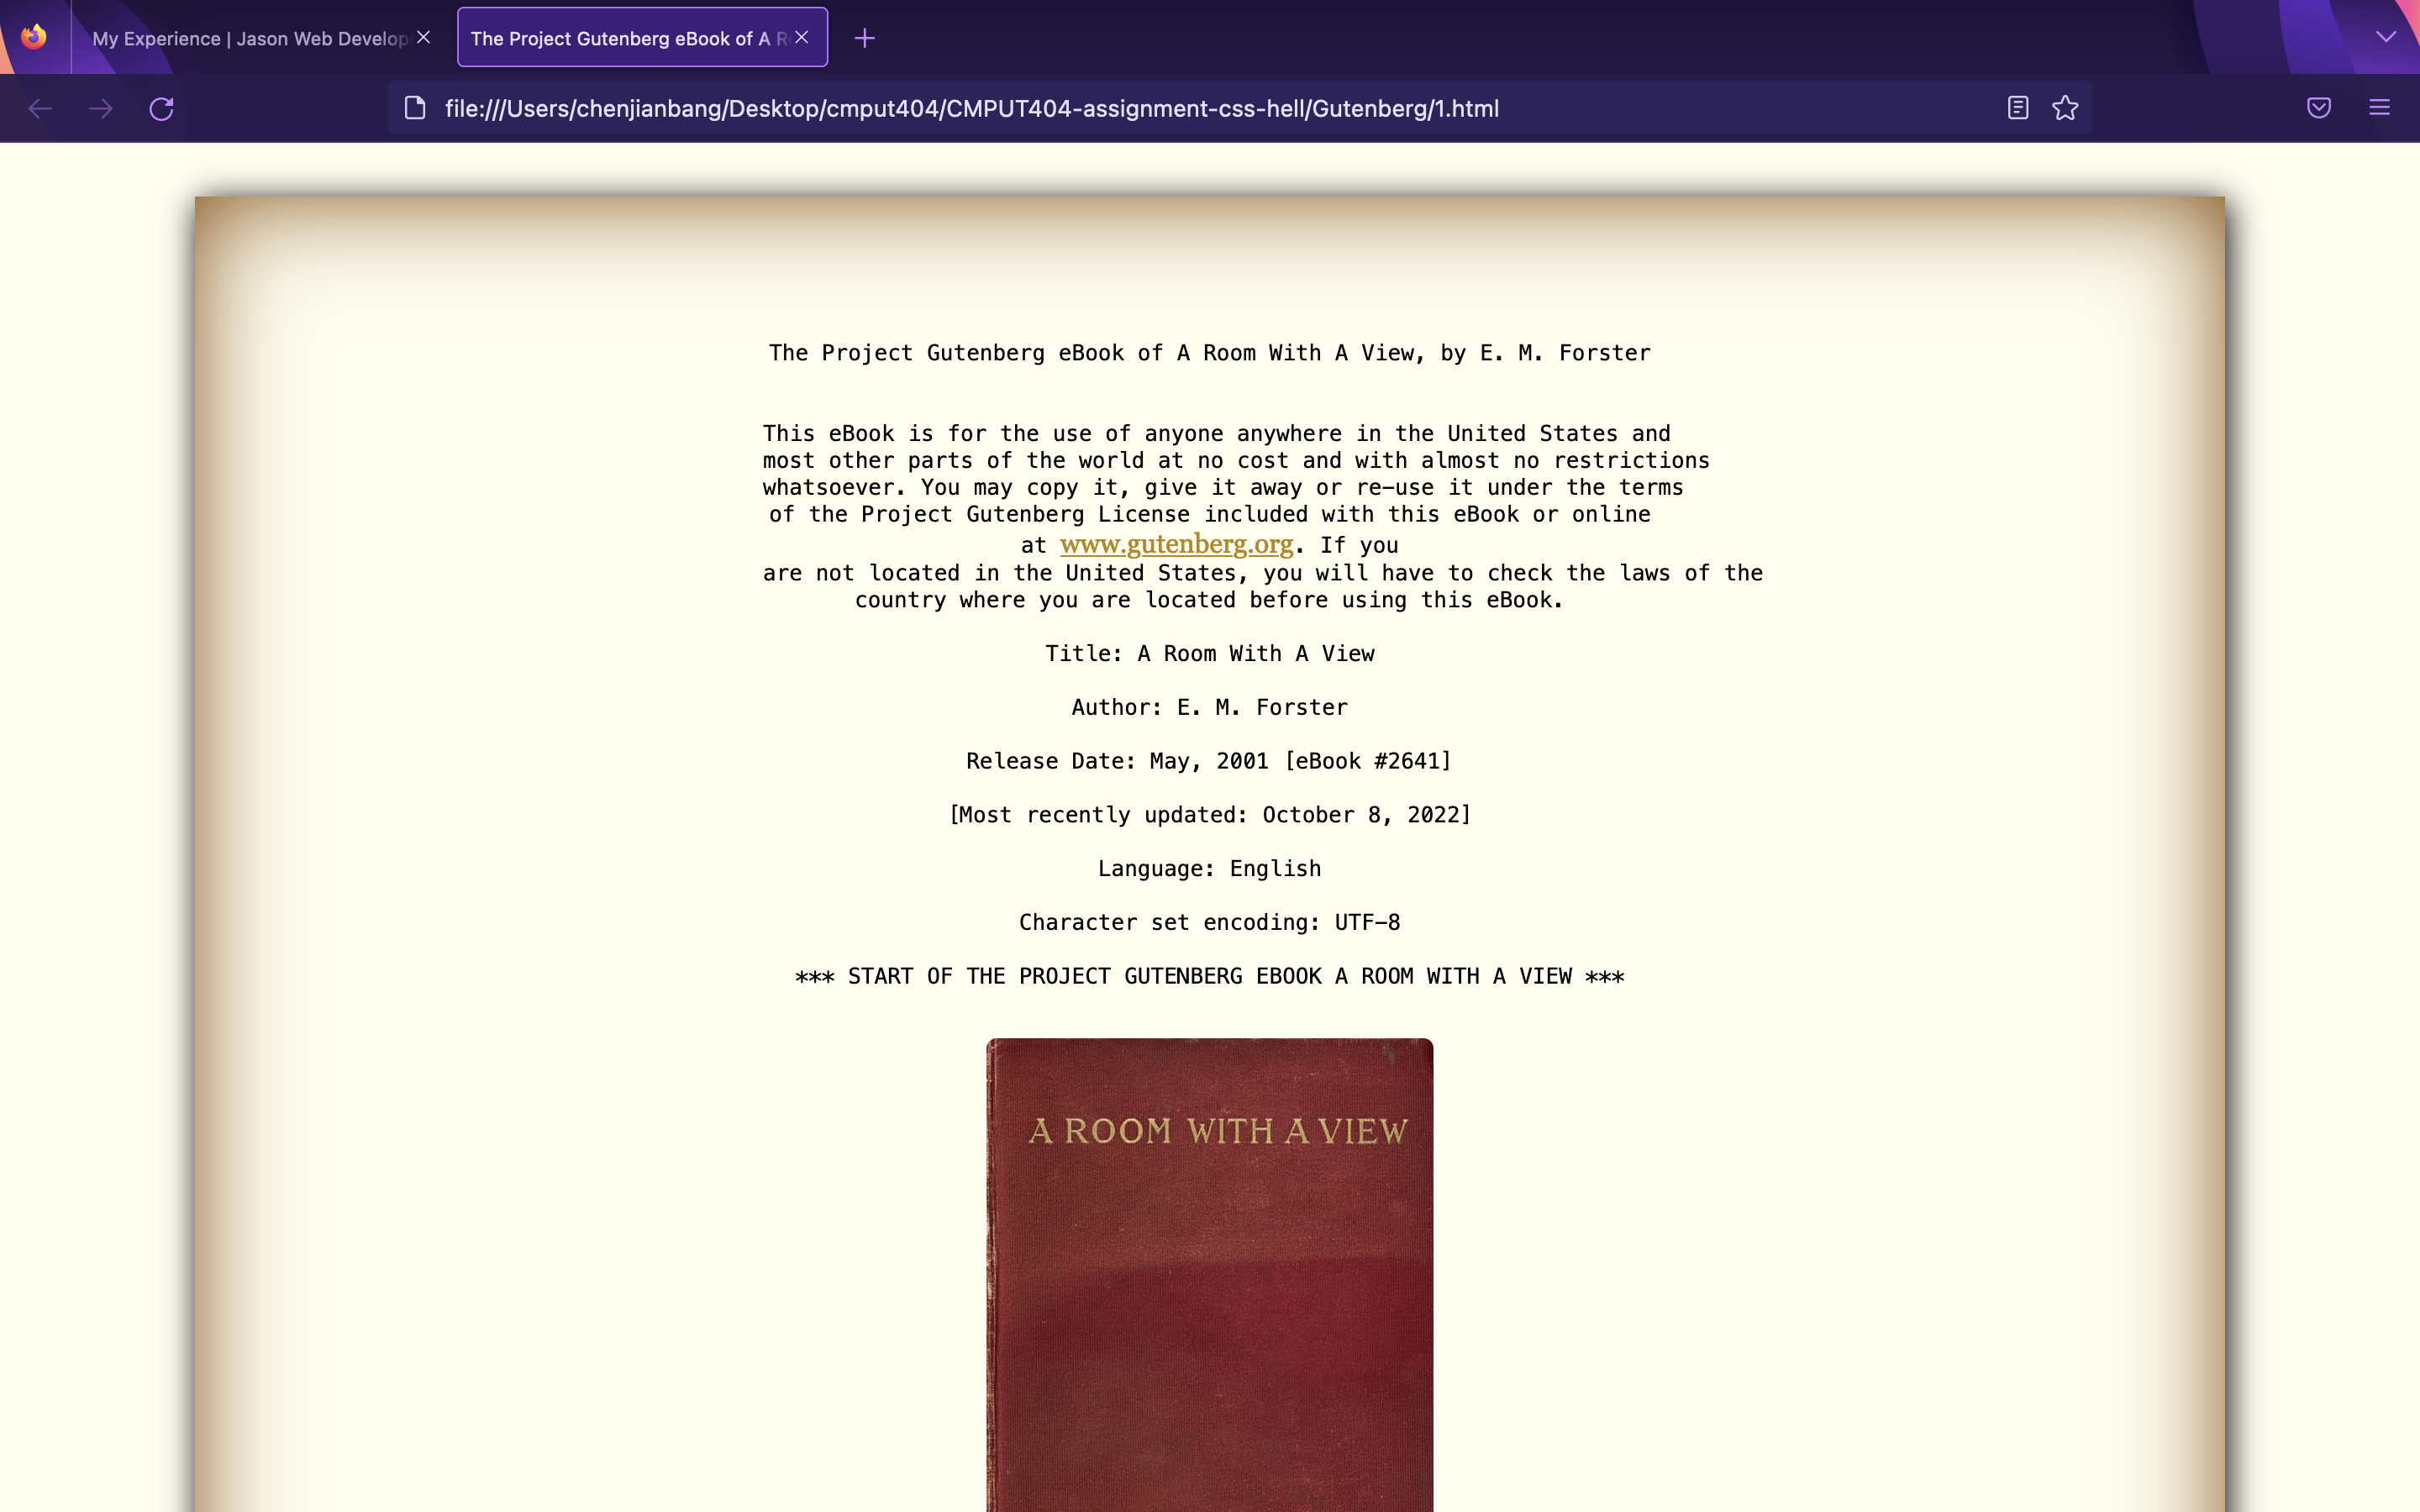 My Experience | Jason Web Develop
The Project Gutenberg eBook of A R
file:///Users/chenjianbang/Desktop/cmput404/CMPUT404-assignment-css-hell/Gutenberg/1.html
The Project Gutenberg eBook of A Room With A View, by E. M. Forster
This eBook is for the use of anyone anywhere in the United States and
most other parts of the world at no cost and with almost no restrictions
whatsoever. You may copy it, give it away or re-use it under the terms
of the Project Gutenberg License included with this eBook or online
at www.gutenberg.org. If you
are not located in the United States, you will have to check the laws of the
country where you are located before using this eBook.
Title: A Room With A View
Author: E. M. Forster
Release Date: May, 2001 [eBook #2641]
[Most recently updated: October 8, 2022]
Language: English
Character set encoding: UTF-8
*** START OF THE PROJECT GUTENBERG EBOOK A ROOM WITH A VIEW ***
A ROOM WITH A VIEW